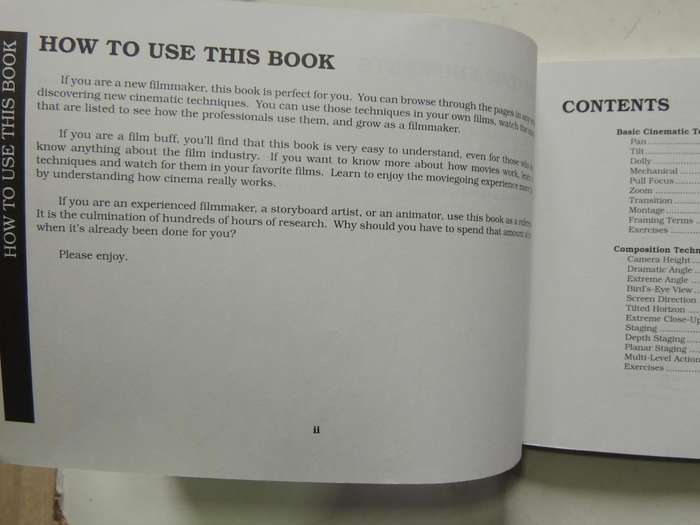 HOW TO USE THIS BOOK
HOW TO USE THIS BOOK
If you are a new filmmaker, this book is perfect for you. You can browse through the pages in any
discovering new cinematic techniques. You can use those techniques in your own films, watch the
that are listed to see how the professionals use them, and grow as a filmmaker.
If you are a film buff, you'll find that this book is very easy to understand, even for those who
know anything about the film industry. If you want to know more about how movies work,
techniques and watch for them in your favorite films. Learn to enjoy the moviegoing experience
by understanding how cinema really works.
If you are an experienced filmmaker, a storyboard artist, or an animator, use this book as a
It is the culmination of hundreds of hours of research. Why should you have to spend that amount
when it's already been done for you?
Please enjoy.
ii
CONTENTS
Basic Cinematic Te
Pan
Tilt
Dolly
Mechanical
Pull Focus
Zoom
Transition
Montage
Framing Terms
Exercises
Composition Techn
Camera Height
Dramatic Angle
Extreme Angle
Bird's-Eye View
Screen Direction
Tilted Horzon
Extreme Close-Up
Staging
Depth Staging
Planar Staging
Multi-Level Action
Exercises